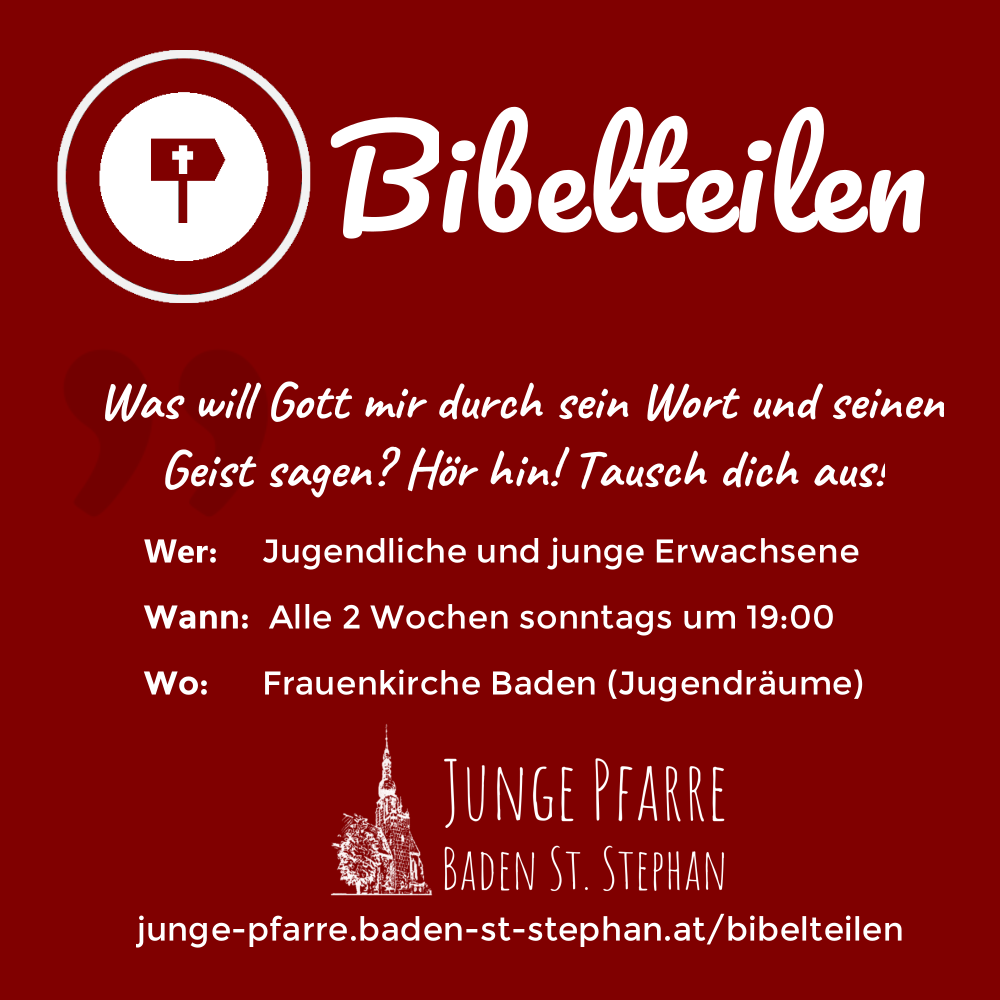 Bibelteilen
Was will Gott mir durch sein Wort und seinen
Geist sagen? Hör hin! Tausch dich aus!
Wer: Jugendliche und junge Erwachsene
Wann: Alle 2 Wochen sonntags um 19:00
Wo: Frauenkirche Baden (Jugendräume)
Junge Pfarre
Baden St. Stephan
junge-pfarre.baden-st-stephan.at/bibelteilen